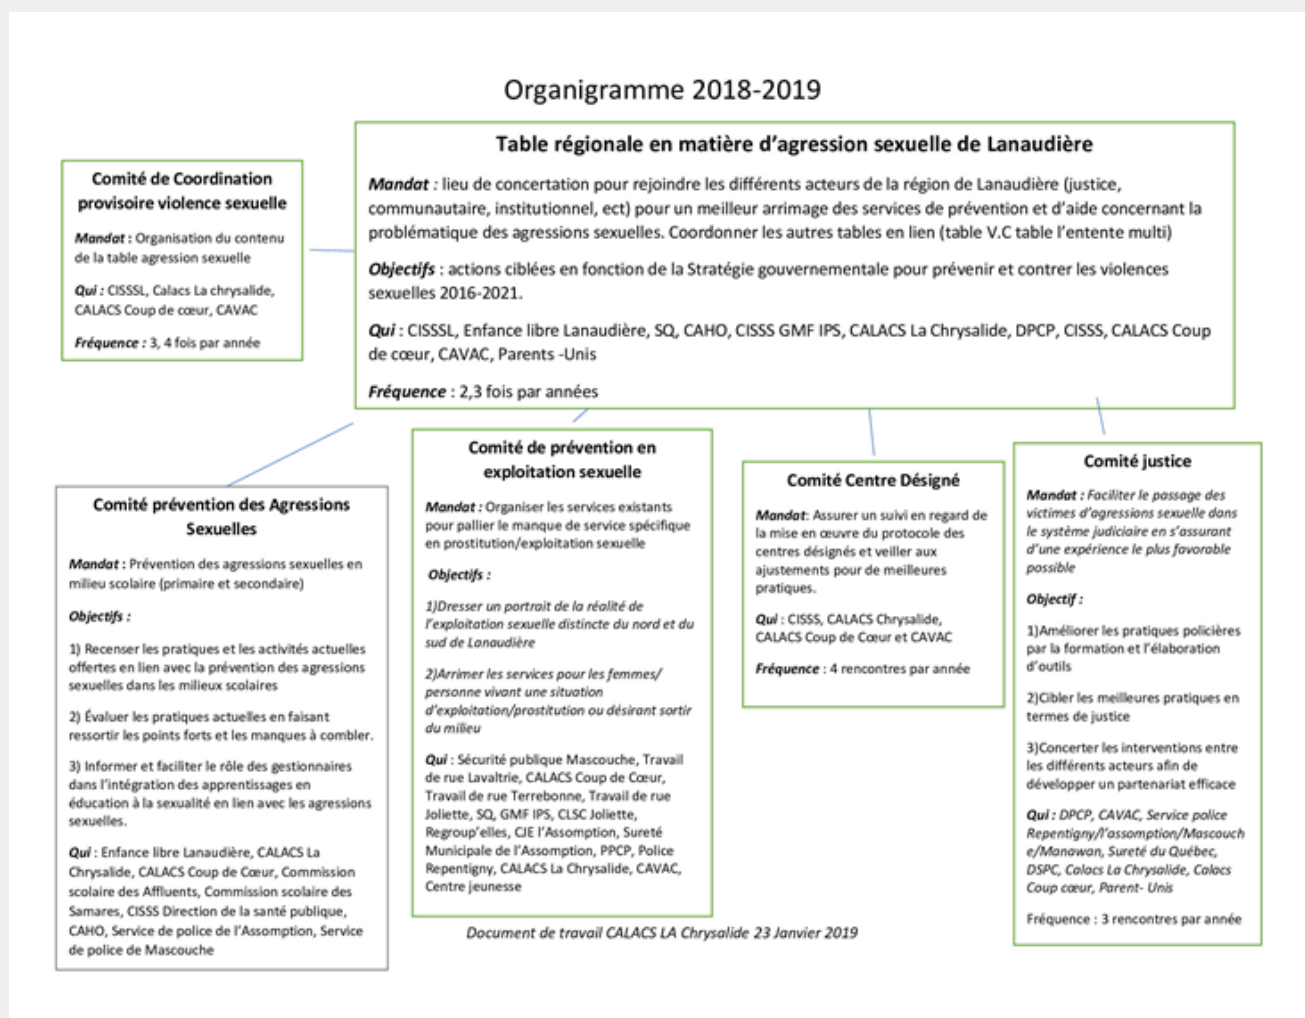 Organigramme 2018-2019
Table régionale en matière d'agression sexuelle de Lanaudière
Mandat : lieu de concertation pour rejoindre les différents acteurs de la région de Lanaudière (justice,
communautaire, institutionnel, ect) pour un meilleur arrimage des services de prévention et d'aide concernant la
problématique des agressions sexuelles. Coordonner les autres tables en lien (table V.C table l'entente multi)
Objectifs : actions ciblées en fonction de la Stratégie gouvernementale pour prévenir et contrer les violences
sexuelles 2016-2021.
Qui : CISSSL, Enfance libre Lanaudière, SQ, CAHO, CISSS GMF IPS, CALACS La Chrysalide, DPCP, CISSS, CALACS Coup
de cœur, CAVAC, Parents -Unis
Fréquence : 2,3 fois par années
Comité de Coordination
provisoire violence sexuelle
Mandat : Organisation du contenu
de la table agression sexuelle
Qui : CISSSL, Calacs La chrysalide,
CALACS Coup de cœur, CAVAC
Fréquence : 3, 4 fois par année
Comité prévention des Agressions
Sexuelles
Mandat : Prévention des agressions sexuelles en
milieu scolaire (primaire et secondaire)
Objectifs :
1) Recenser les pratiques et les activités actuelles
offertes en lien avec la prévention des agressions
sexuelles dans les milieux scolaires
2) Évaluer les pratiques actuelles en faisant
ressortir les points forts et les manques à combler.
3) Informer et faciliter le rôle des gestionnaires
dans l'intégration des apprentissages en
éducation à la sexualité en lien avec les agressions
sexuelles.
Qui : Enfance libre Lanaudière, CALACS La
Chrysalide, CALACS Coup de Cœur, Commission
scolaire des Affluents, Commission scolaire des
Samares, CISSS Direction de la santé publique,
CAHO, Service de police de l'Assomption, Service
de police de Mascouche
Comité de prévention en
exploitation sexuelle
Mandat : Organiser les services existants
pour pallier le manque de service spécifique
en prostitution/exploitation sexuelle
Objectifs :
1)Dresser un portrait de la réalité de
l'exploitation sexuelle distincte du nord et du
sud de Lanaudière
2)Arrimer les services pour les femmes/
personne vivant une situation
d'exploitation/prostitution ou désirant sortir
du milieu
Qui : Sécurité publique Mascouche, Travail
de rue Lavaltrie, CALACS Coup de Cœur,
Travail de rue Terrebonne, Travail de rue
Joliette, SQ, GMF IPS, CLSC Joliette,
Regroup'elles, CJE l'Assomption, Sureté
Municipale de l'Assomption, PPCP, Police
Repentigny, CALACS La Chrysalide, CAVAC,
Centre jeunesse
Comité Centre Désigné
Mandat: Assurer un suivi en regard de
la mise en œuvre du protocole des
centres désignés et veiller aux
ajustements pour de meilleures
pratiques.
Qui : CISSS, CALACS Chrysalide,
CALACS Coup de Cœur et CAVAC
Fréquence : 4 rencontres par année
Comité justice
Mandat : Faciliter le passage des
victimes d'agressions sexuelle dans
le système judiciaire en s'assurant
d'une expérience le plus favorable
possible
Objectif :
1)Améliorer les pratiques policières
par la formation et l'élaboration
d'outils
2)Cibler les meilleures pratiques en
termes de justice
3)Concerter les interventions entre
les différents acteurs afin de
développer un partenariat efficace
Qui : DPCP, CAVAC, Service police
Repentigny/l'assomption/Mascouch
e/Manawan, Sureté du Québec,
DSPC, Calacs La Chrysalide, Calacs
Coup cœur, Parent- Unis
Fréquence : 3 rencontres par année
Document de travail CALACS LA Chrysalide 23 Janvier 2019